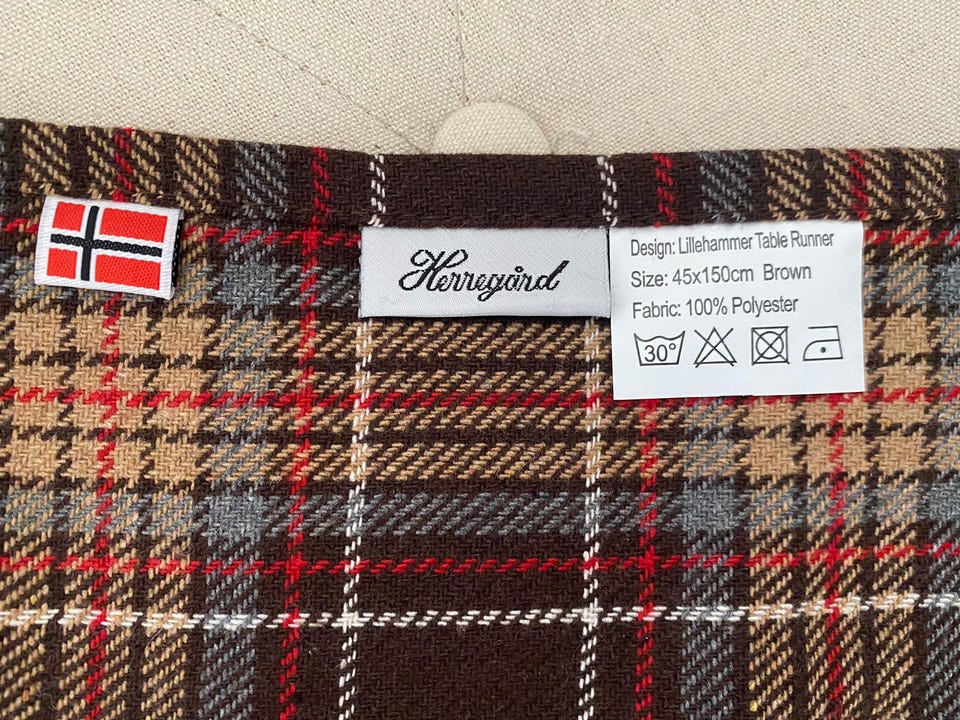 Herregård
Design: Lillehammer Table Runner
Size: 45x150cm Brown
Fabric: 100% Polyester
30°